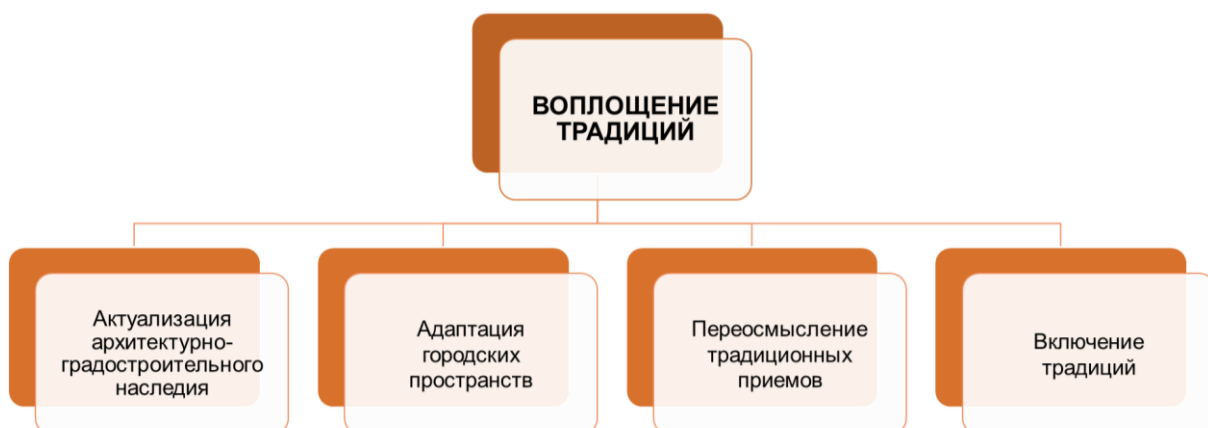 ВОПЛОЩЕНИЕ
ТРАДИЦИЙ
Актуализация
архитектурно-
градостроительного
наследия
Адаптация
городских
пространств
Переосмысление
традиционных
приемов
Включение
традиций